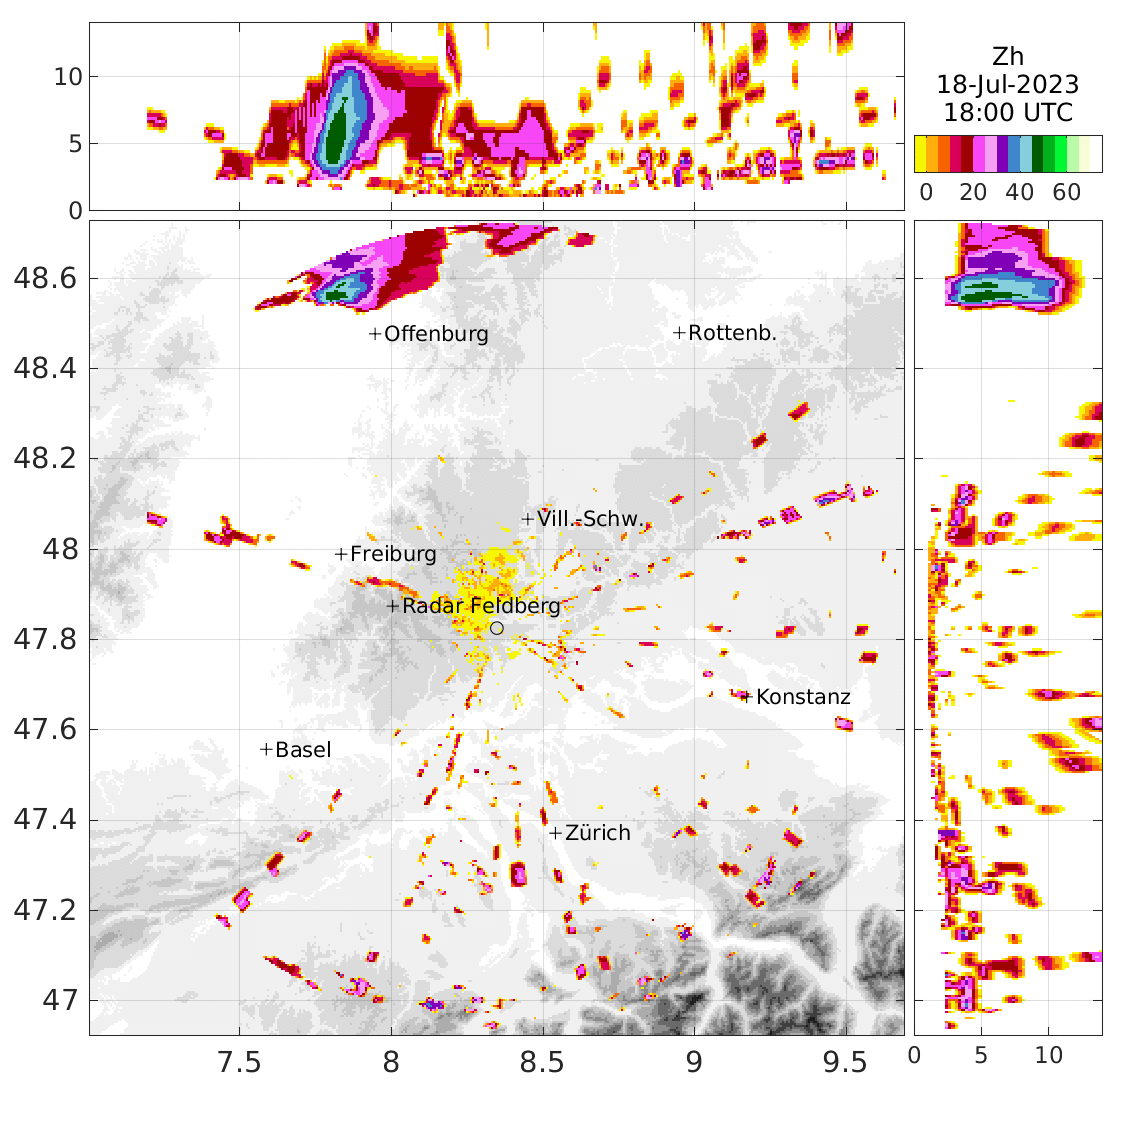 10
5
0
Zh
18-Jul-2023
18:00 UTC
0 20 40 60
48.6
48.4
48.2
48
47.8
47.6
47.4
47.2
47
+Offenburg
+Rottenb.
+Vill.-Schw.
+Freiburg
+Radar Feldberg
+Konstanz
+Basel
+Zürich
7.5 8 8.5 9 9.5
0 5 10